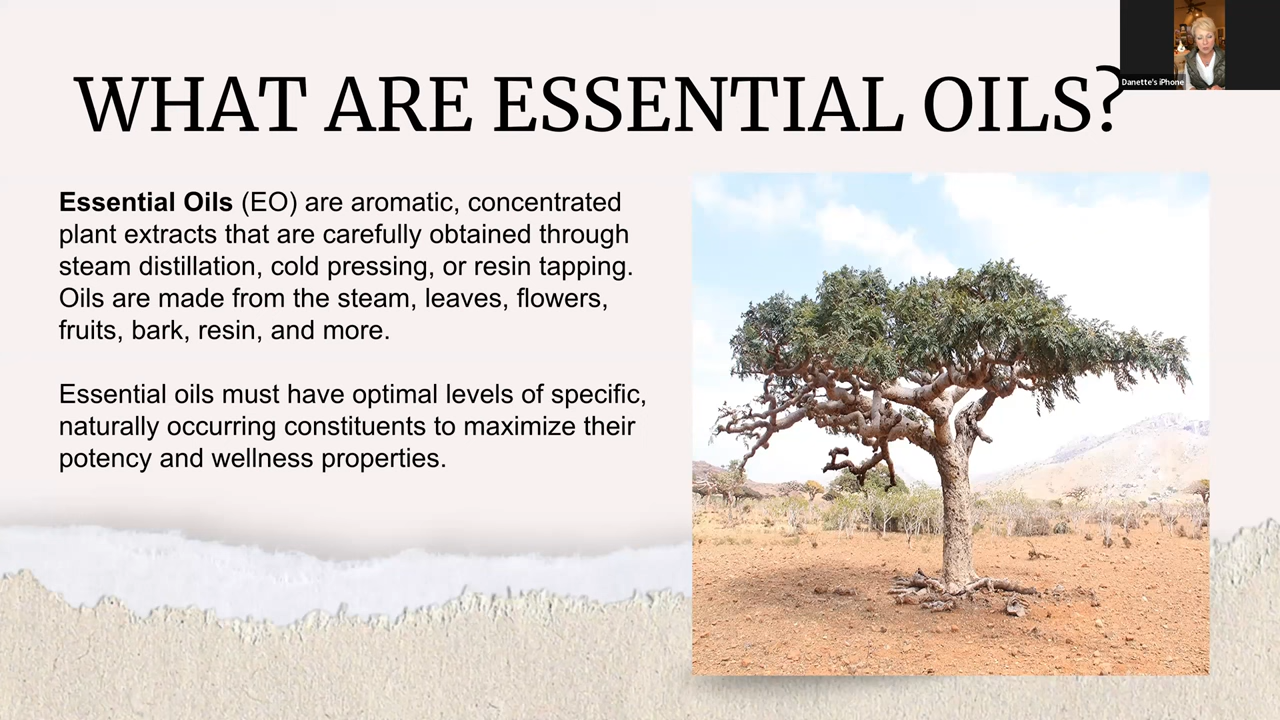 WHAT ARE ESSENTIAL OILS?
Danette's iPhone
Essential Oils (EO) are aromatic, concentrated
plant extracts that are carefully obtained through
steam distillation, cold pressing, or resin tapping.
Oils are made from the steam, leaves, flowers,
fruits, bark, resin, and more.
Essential oils must have optimal levels of specific,
naturally occurring constituents to maximize their
potency and wellness properties.